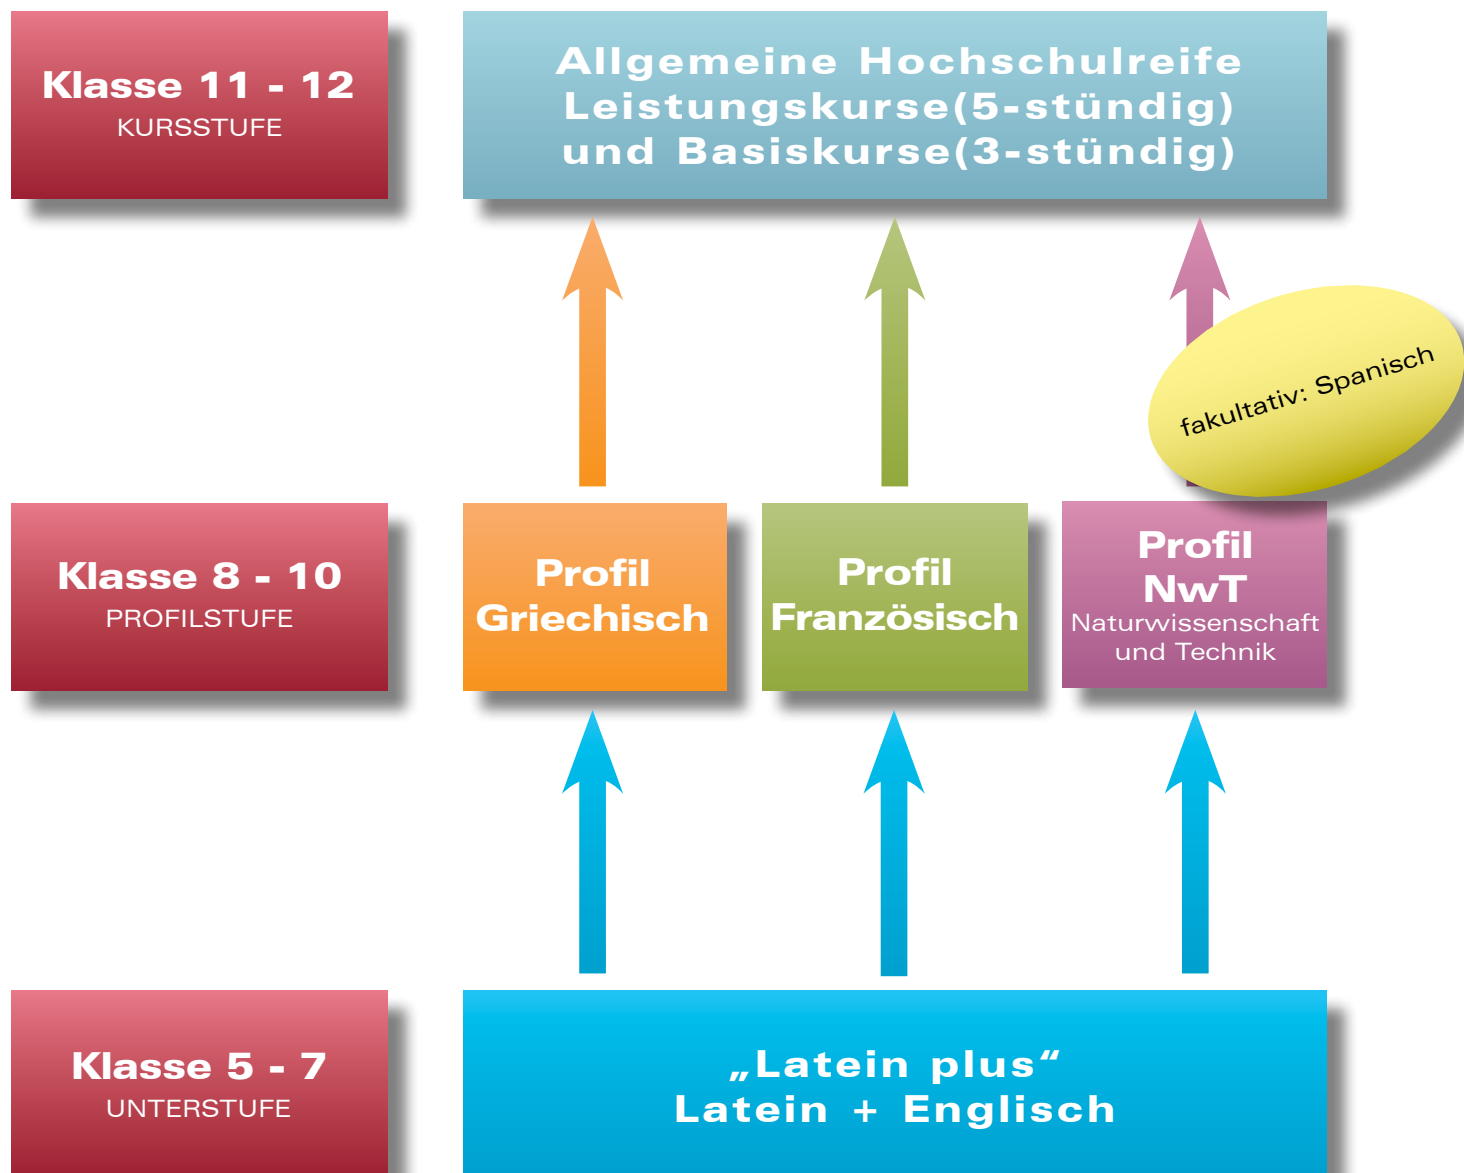 Klasse 11 - 12
KURSSTUFE
Allgemeine Hochschulreife
Leistungskurse(5-stündig)
und Basiskurse(3-stündig)
fakultativ: Spanisch
Klasse 8 - 10
PROFILSTUFE
Profil
Griechisch
Profil
Französisch
Profil
NwT
Naturwissenschaft
und Technik
Klasse 5 - 7
UNTERSTUFE
„Latein plus“
Latein + Englisch